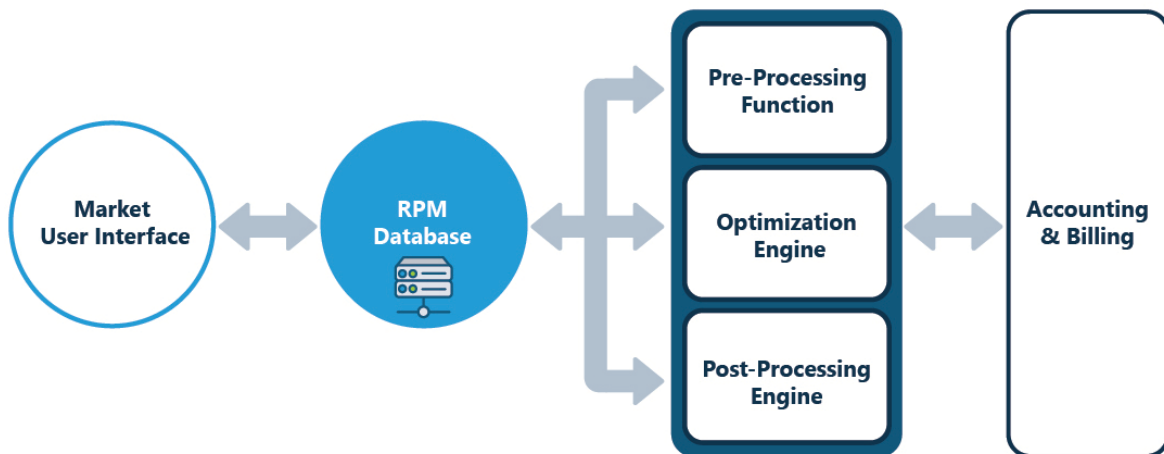 Market
User Interface
RPM
Database
Pre-Processing
Function
Optimization
Engine
Post-Processing
Engine
Accounting
& Billing